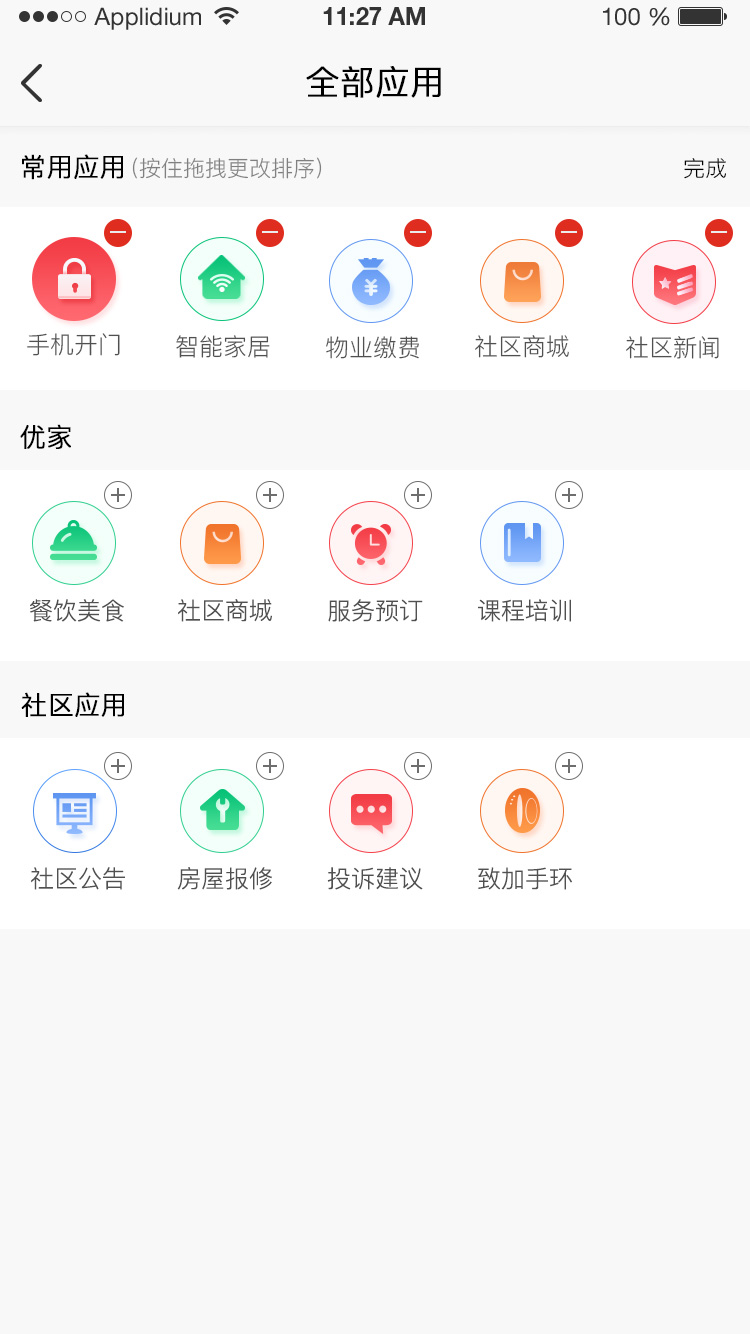 Applidium 11:27 AM 100 %
全部应用
常用应用(按住拖拽更改排序) 完成
手机开门 智能家居 物业缴费 社区商城 社区新闻
优家
餐饮美食 社区商城 服务预订 课程培训
社区应用
社区公告 房屋报修 投诉建议 致加手环